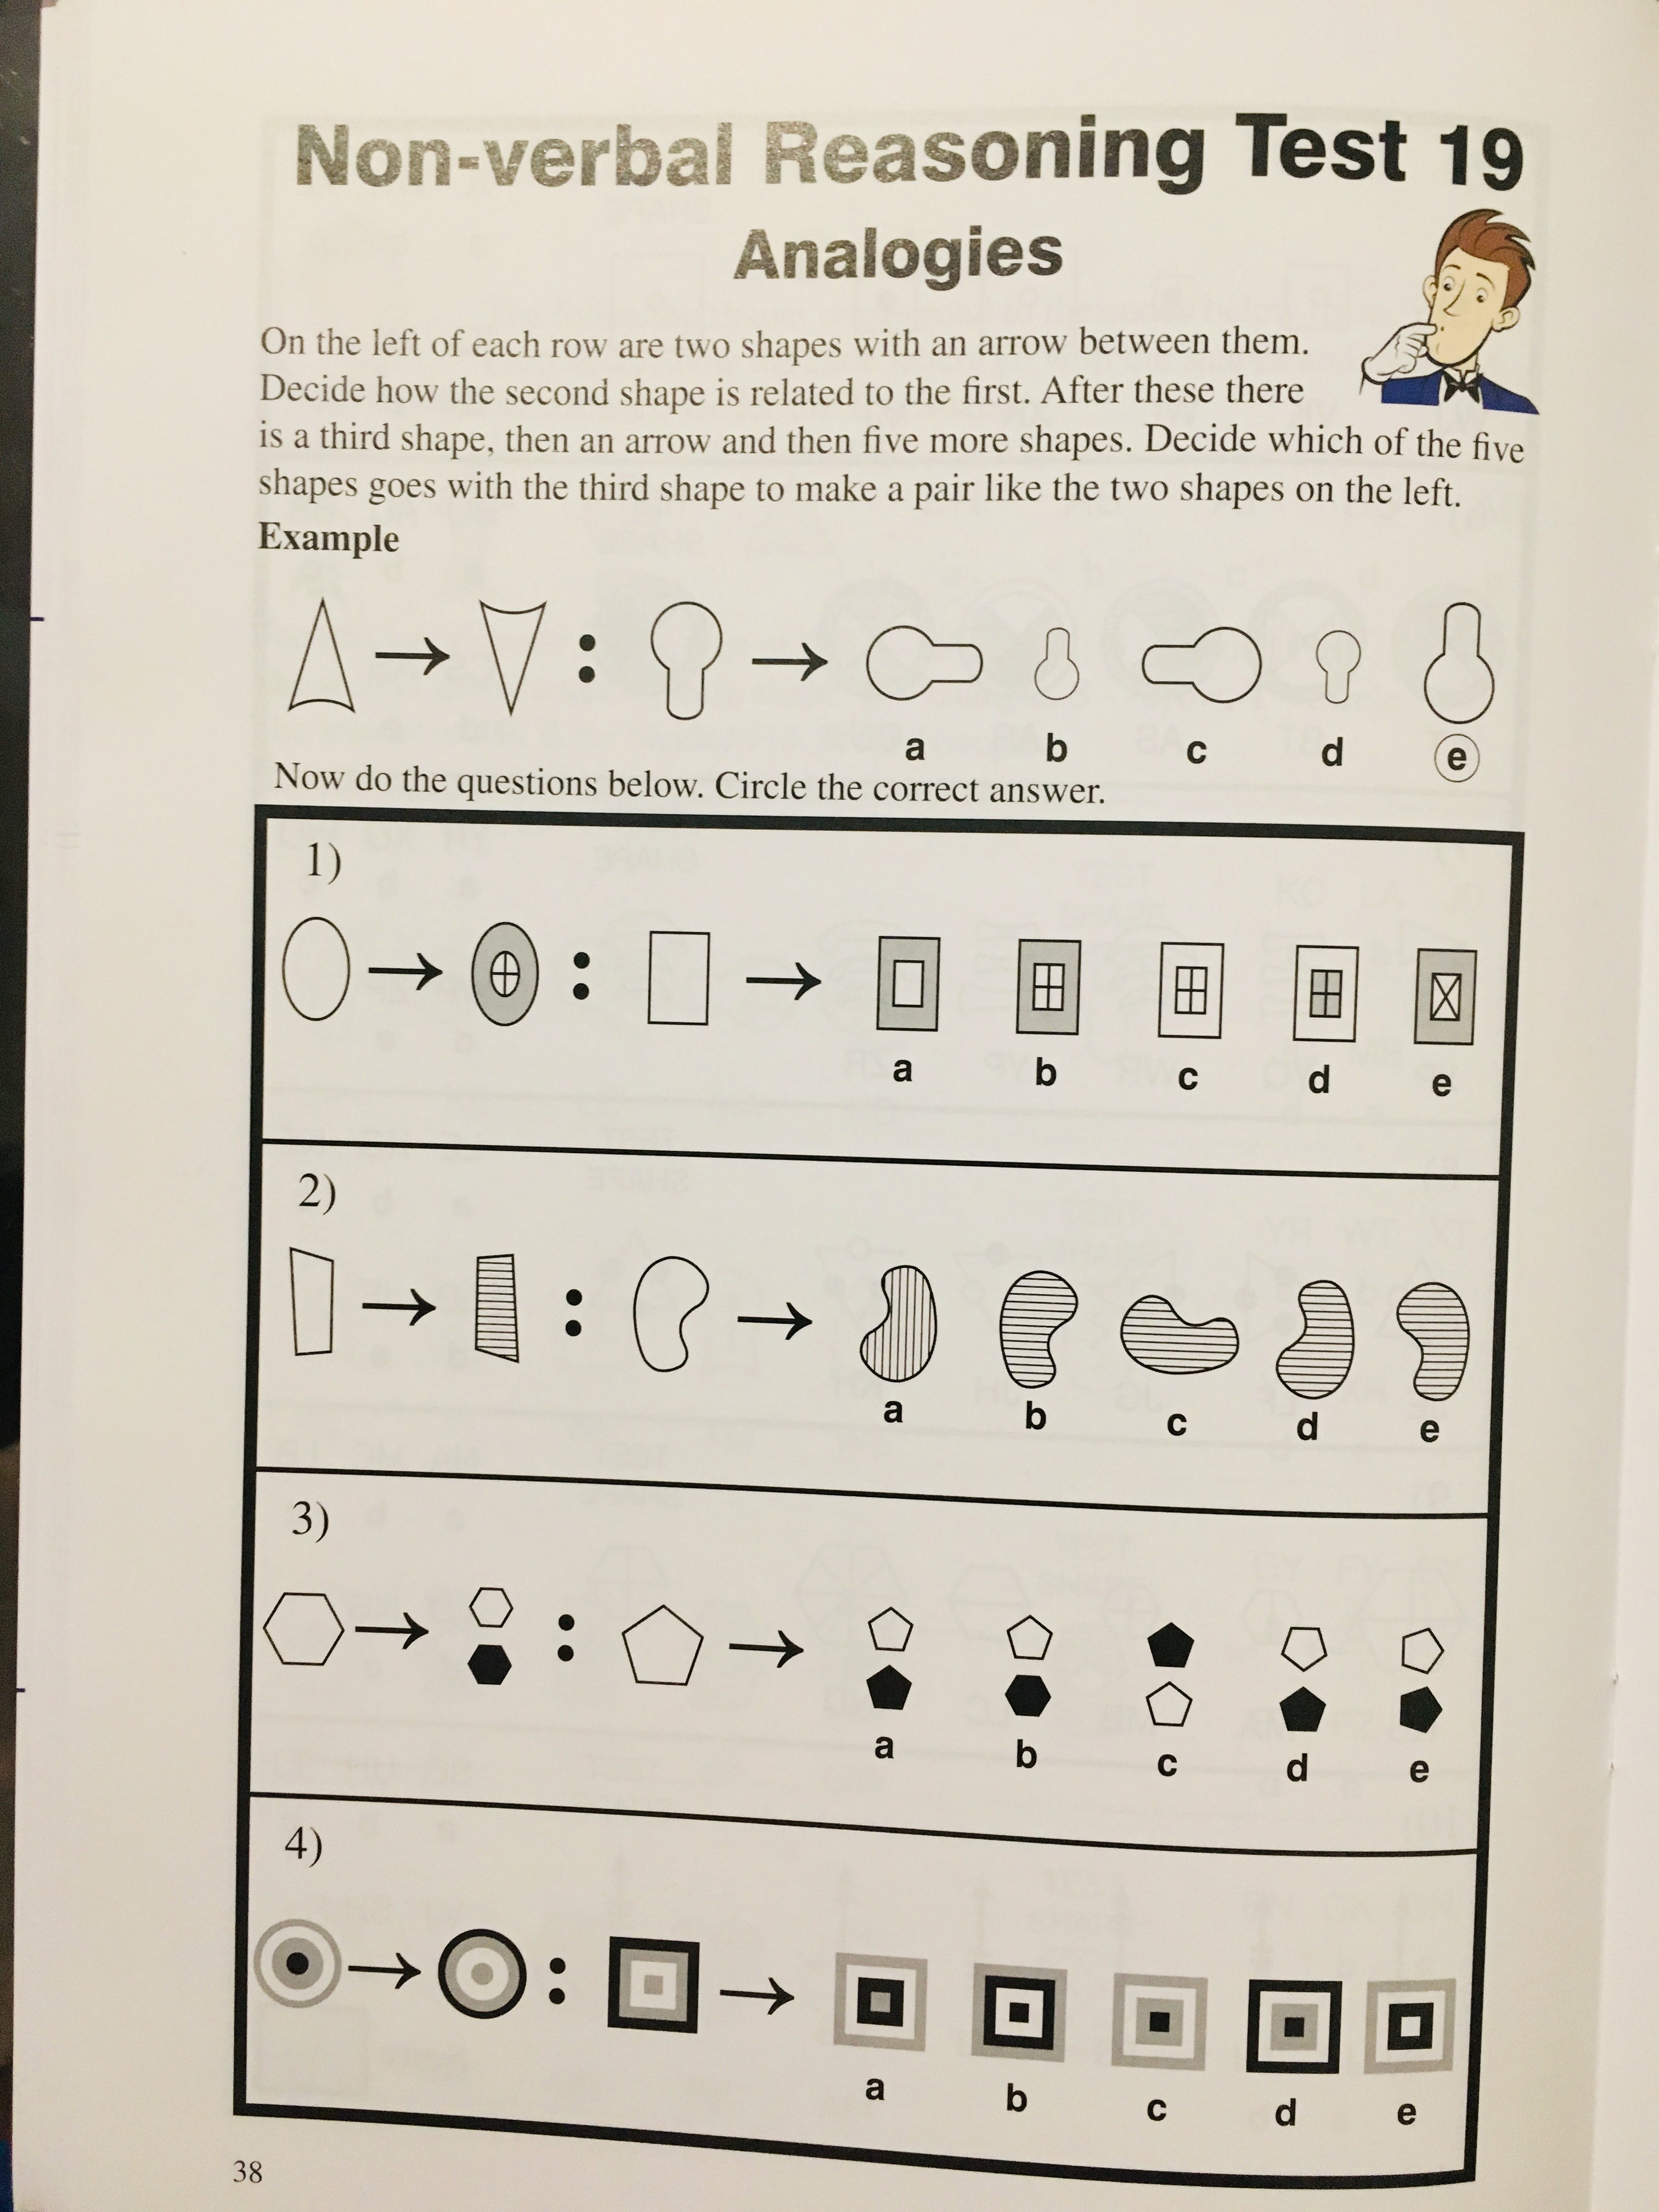 Non-verbal Reasoning Test 19
Analogies
On the left of each row are two shapes with an arrow between them.
Decide how the second shape is related to the first. After these there
is a third shape, then an arrow and then five more shapes. Decide which of the five
shapes goes with the third shape to make a pair like the two shapes on the left.
Example
a b c d e
Now do the questions below. Circle the correct answer.
1)
a b c d e
2)
a b c d e
3)
a b c d e
4)
a b c d e
38